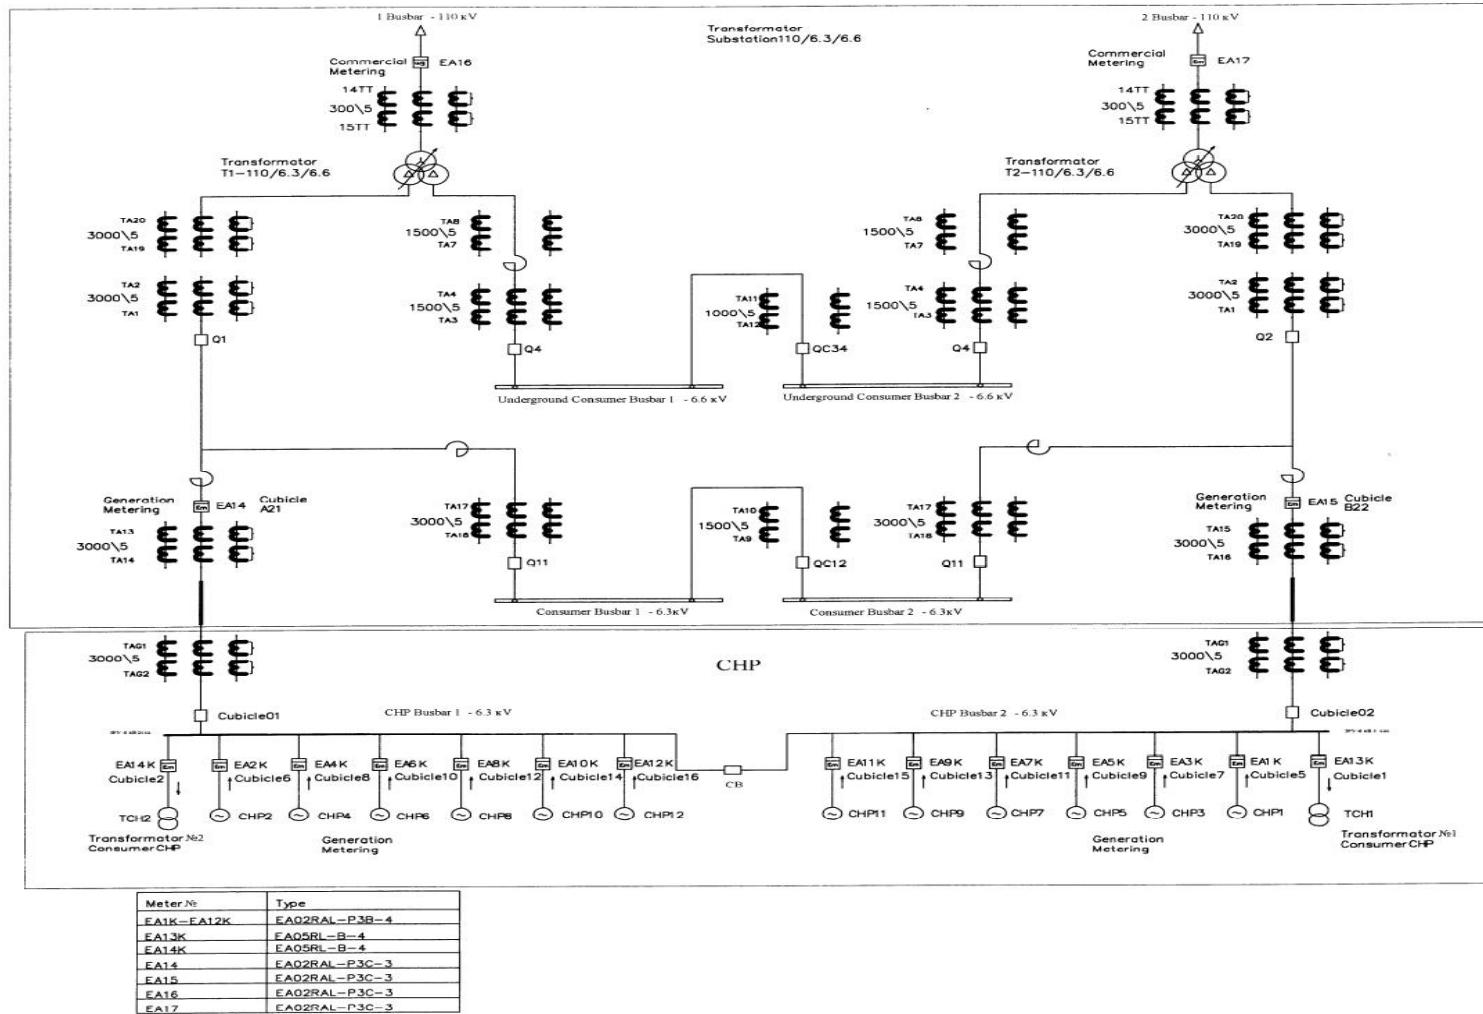 1 Busbar - 110 кV
2 Busbar - 110 кV
Transformator
Substation110/6.3/6.6
Commercial
Metering
EA16
Commercial
Metering
EA17
14TT
300\5
15TT
14TT
300\5
15TT
Transformator
T1-110/6.3/6.6
Transformator
T2-110/6.3/6.6
TA20
3000\5
TA19
TA8
1500\5
TA7
TA8
1500\5
TA7
TA20
3000\5
TA19
TA2
3000\5
TA1
TA4
1500\5
TA3
TA11
1000\5
TA12
TA4
1500\5
TA3
TA2
3000\5
TA1
Q1
Q4
QC34
Q4
Q2
Underground Consumer Busbar 1 - 6.6 кV
Underground Consumer Busbar 2 - 6.6 кV
Generation
Metering
EA14
Cubicle
A21
TA13
3000\5
TA14
TA17
3000\5
TA18
TA10
1500\5
TA9
TA17
3000\5
TA18
Generation
Metering
EA15
Cubicle
B22
TA15
3000\5
TA16
Q11
QC12
Q11
Consumer Busbar 1 - 6.3кV
Consumer Busbar 2 - 6.3кV
TAG1
3000\5
TAG2
CHP
TAG1
3000\5
TAG2
Cubicle01
CHP Busbar 1 - 6.3 кV
CHP Busbar 2 - 6.3 кV
Cubicle02
EA14K
Cubicle2
EA2K
Cubicle6
EA4K
Cubicle8
EA6K
Cubicle10
EA8K
Cubicle12
EA10K
Cubicle14
EA12K
Cubicle16
CB
EA11K
Cubicle15
EA9K
Cubicle13
EA7K
Cubicle11
EA5K
Cubicle9
EA3K
Cubicle7
EA1K
Cubicle5
EA13K
Cubicle1
TCH2
CHP2
CHP4
CHP6
CHP8
CHP10
CHP12
CHP11
CHP9
CHP7
CHP5
CHP3
CHP1
TCH1
Transformator №2
Consumer CHP
Generation
Metering
Generation
Metering
Transformator №1
Consumer CHP
Meter № Type
EA1K-EA12K EA02RAL-P3B-4
EA13K EA05RL-B-4
EA14K EA05RL-B-4
EA14 EA02RAL-P3C-3
EA15 EA02RAL-P3C-3
EA16 EA02RAL-P3C-3
EA17 EA02RAL-P3C-3